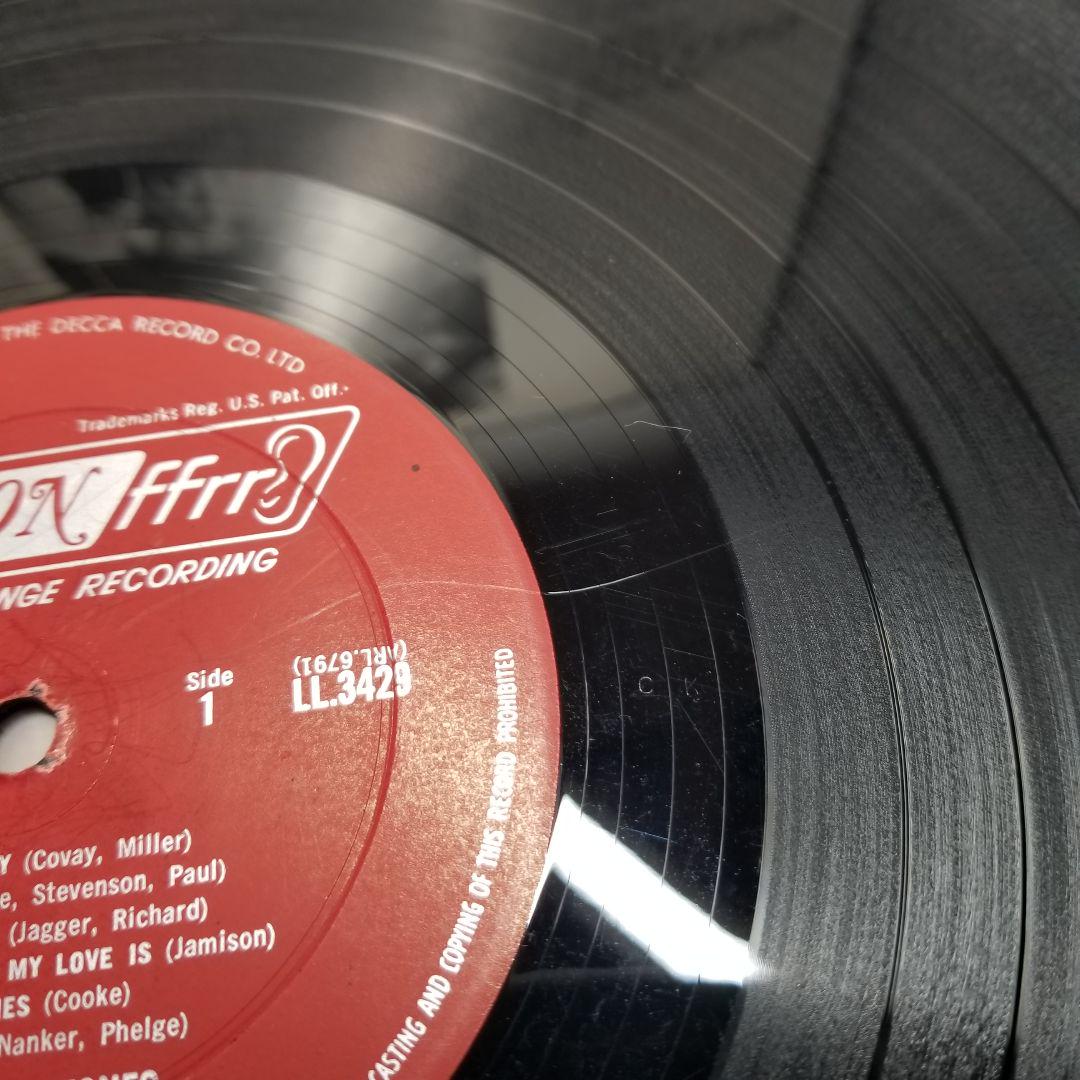 THE DECCA RECORD CO. LTD
Trademarks Reg. U.S. Pat. Off.
ON ffrr
NGE RECORDING
Side
1
(ARL.6791)
LL.3429
Y (Covay, Miller)
e, Stevenson, Paul)
(Jagger, Richard)
MY LOVE IS (Jamison)
IES (Cooke)
Nanker, Phelge)
CASTING AND COPYING OF THIS RECORD PROHIBITED
C K